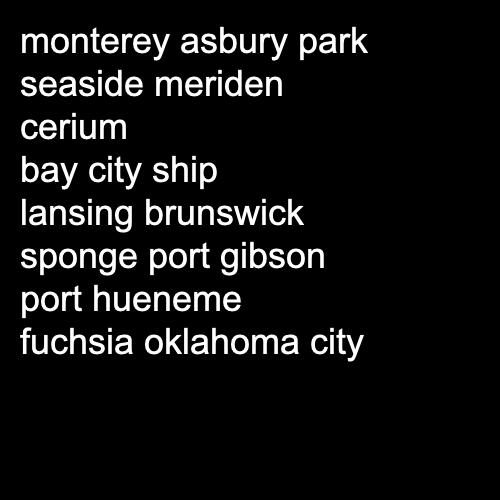 monterey asbury park
seaside meriden
cerium
bay city ship
lansing brunswick
sponge port gibson
port hueneme
fuchsia oklahoma city